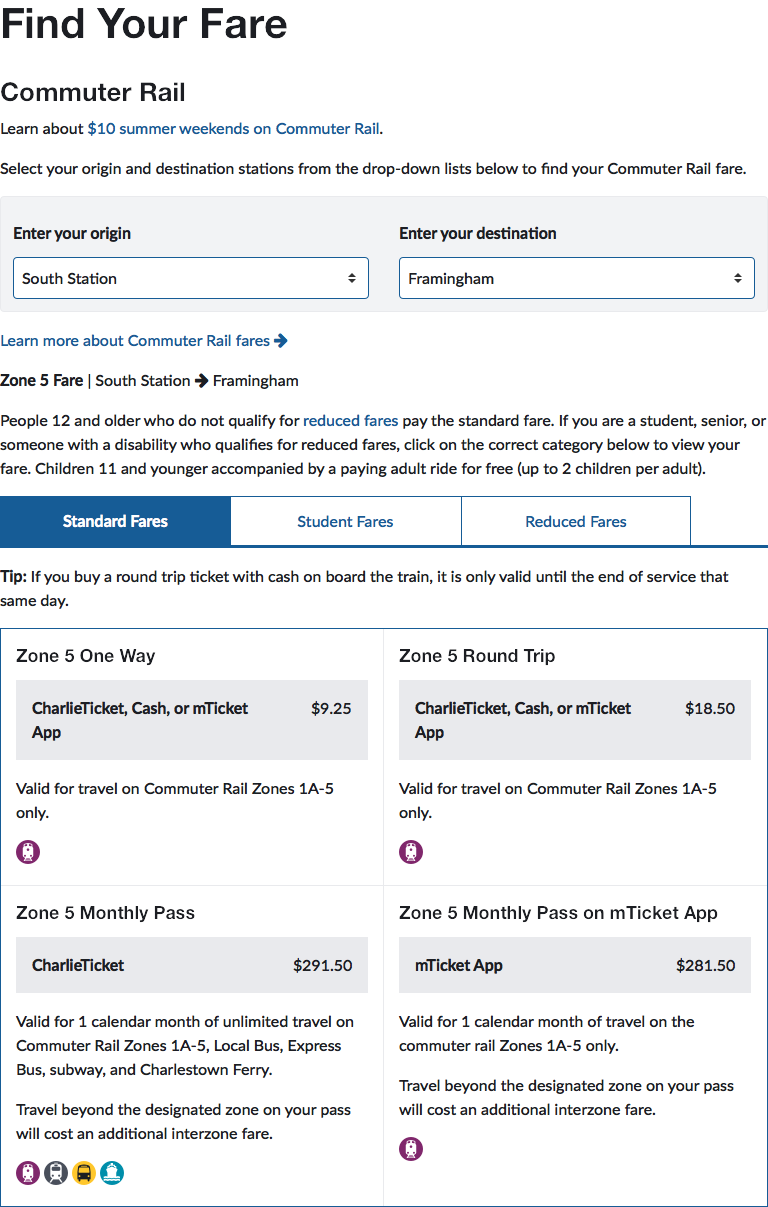 Find Your Fare
Commuter Rail
Learn about $10 summer weekends on Commuter Rail.
Select your origin and destination stations from the drop-down lists below to find your Commuter Rail fare.
Enter your origin
South Station
Enter your destination
Framingham
Learn more about Commuter Rail fares
Zone 5 Fare | South Station → Framingham
People 12 and older who do not qualify for reduced fares pay the standard fare. If you are a student, senior, or
someone with a disability who qualifies for reduced fares, click on the correct category below to view your
fare. Children 11 and younger accompanied by a paying adult ride for free (up to 2 children per adult).
Standard Fares
Student Fares
Reduced Fares
Tip: If you buy a round trip ticket with cash on board the train, it is only valid until the end of service that
same day.
Zone 5 One Way
CharlieTicket, Cash, or mTicket $9.25
App
Valid for travel on Commuter Rail Zones 1A-5
only.
Zone 5 Round Trip
CharlieTicket, Cash, or mTicket $18.50
App
Valid for travel on Commuter Rail Zones 1A-5
only.
Zone 5 Monthly Pass
CharlieTicket $291.50
Valid for 1 calendar month of unlimited travel on
Commuter Rail Zones 1A-5, Local Bus, Express
Bus, subway, and Charlestown Ferry.
Travel beyond the designated zone on your pass
will cost an additional interzone fare.
Zone 5 Monthly Pass on mTicket App
mTicket App $281.50
Valid for 1 calendar month of travel on the
commuter rail Zones 1A-5 only.
Travel beyond the designated zone on your pass
will cost an additional interzone fare.